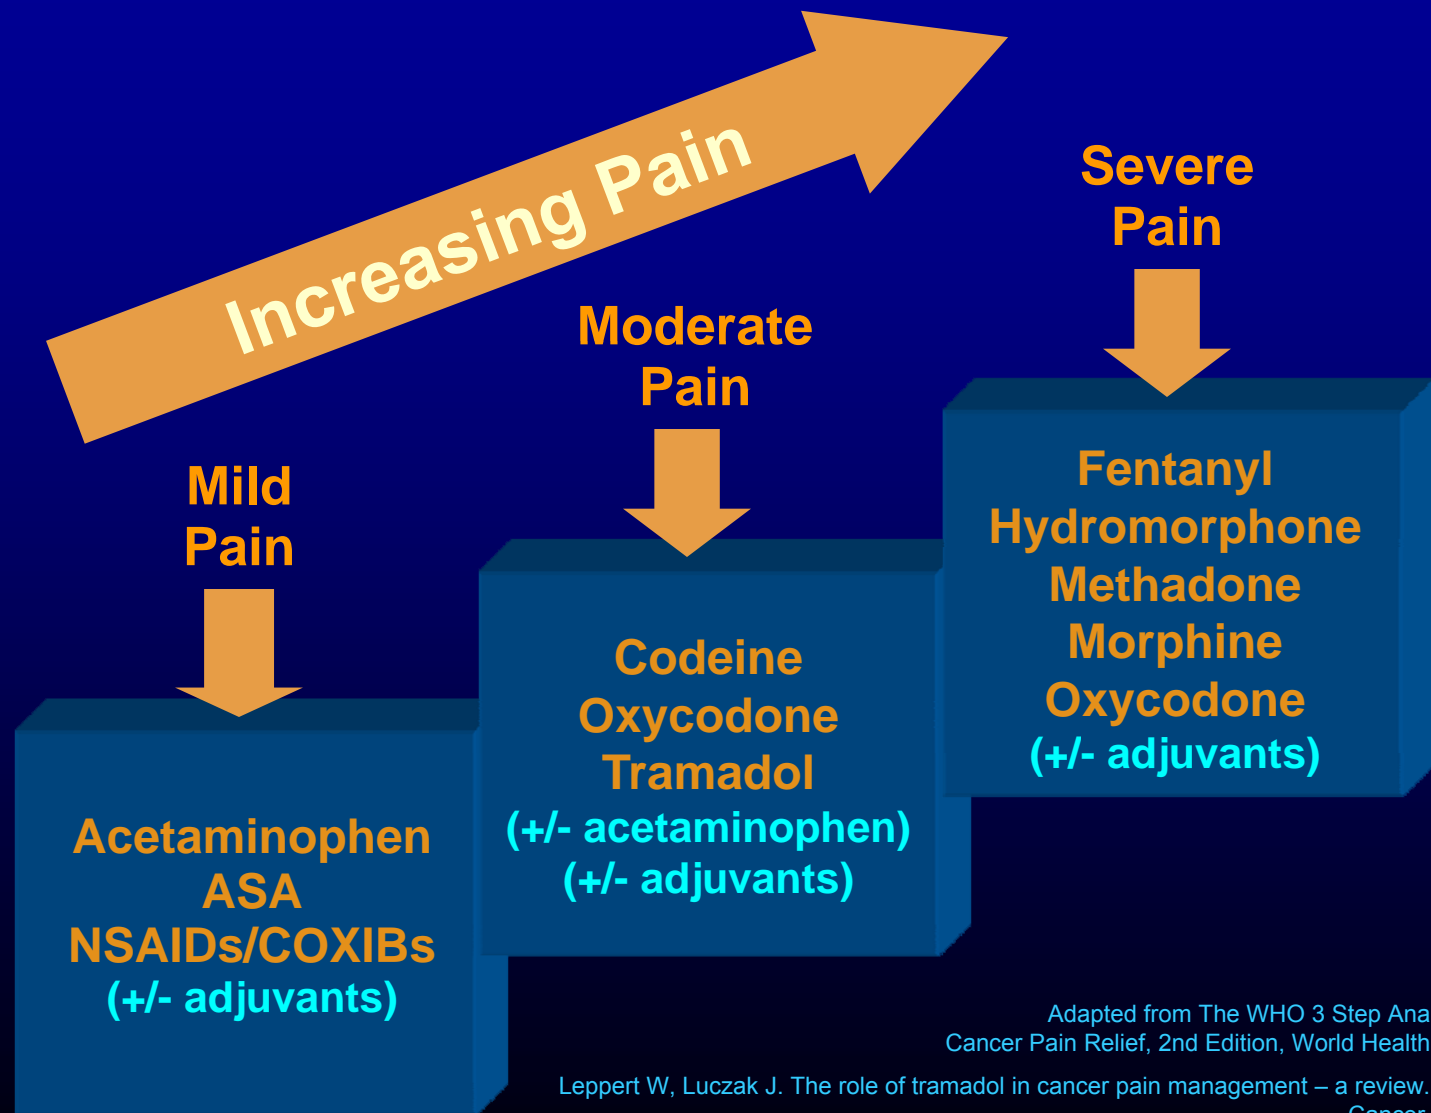 Increasing Pain
Mild
Pain
Acetaminophen
ASA
NSAIDs/COXIBs
(+/- adjuvants)
Moderate
Pain
Codeine
Oxycodone
Tramadol
(+/- acetaminophen)
(+/- adjuvants)
Severe
Pain
Fentanyl
Hydromorphone
Methadone
Morphine
Oxycodone
(+/- adjuvants)
Adapted from The WHO 3 Step Ana
Cancer Pain Relief, 2nd Edition, World Health
Leppert W, Luczak J. The role of tramadol in cancer pain management – a review.
Cancer